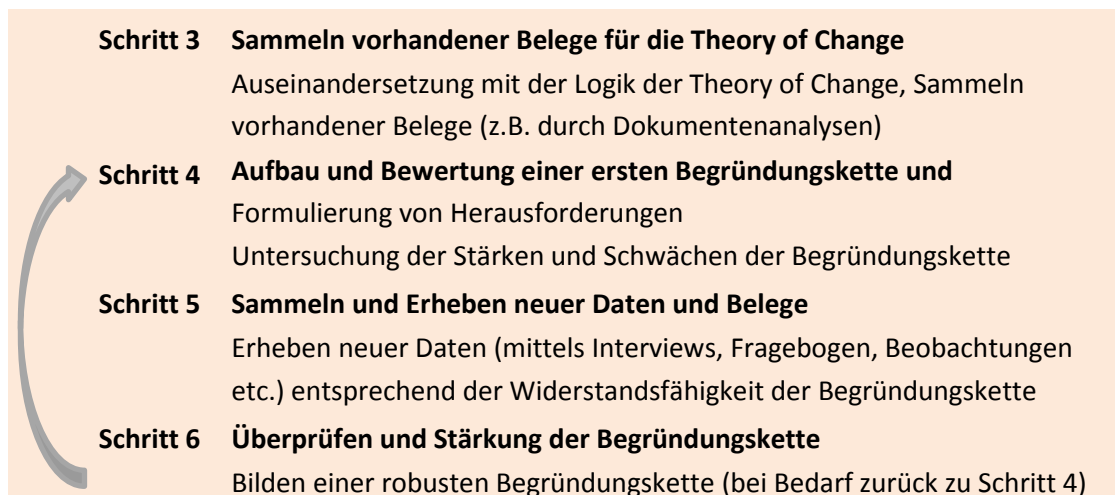 Schritt 3 Sammeln vorhandener Belege für die Theory of Change
Auseinandersetzung mit der Logik der Theory of Change, Sammeln
vorhandener Belege (z.B. durch Dokumentenanalysen)
Schritt 4 Aufbau und Bewertung einer ersten Begründungskette und
Formulierung von Herausforderungen
Untersuchung der Stärken und Schwächen der Begründungskette
Schritt 5 Sammeln und Erheben neuer Daten und Belege
Erheben neuer Daten (mittels Interviews, Fragebogen, Beobachtungen
etc.) entsprechend der Widerstandsfähigkeit der Begründungskette
Schritt 6 Überprüfen und Stärkung der Begründungskette
Bilden einer robusten Begründungskette (bei Bedarf zurück zu Schritt 4)